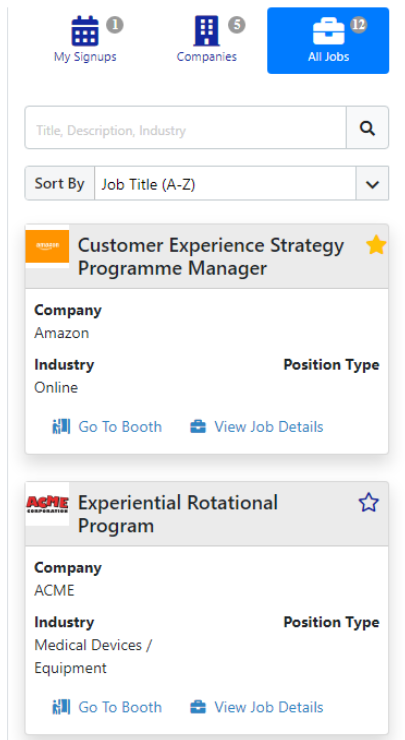 1
5
12
My Signups
Companies
All Jobs
Title, Description, Industry
Sort By
Job Title (A-Z)
amazon
Customer Experience Strategy
Programme Manager
Company
Amazon
Industry
Position Type
Online
Go To Booth
View Job Details
ACME
CORPORATION
Experiential Rotational
Program
Company
ACME
Industry
Position Type
Medical Devices /
Equipment
Go To Booth
View Job Details